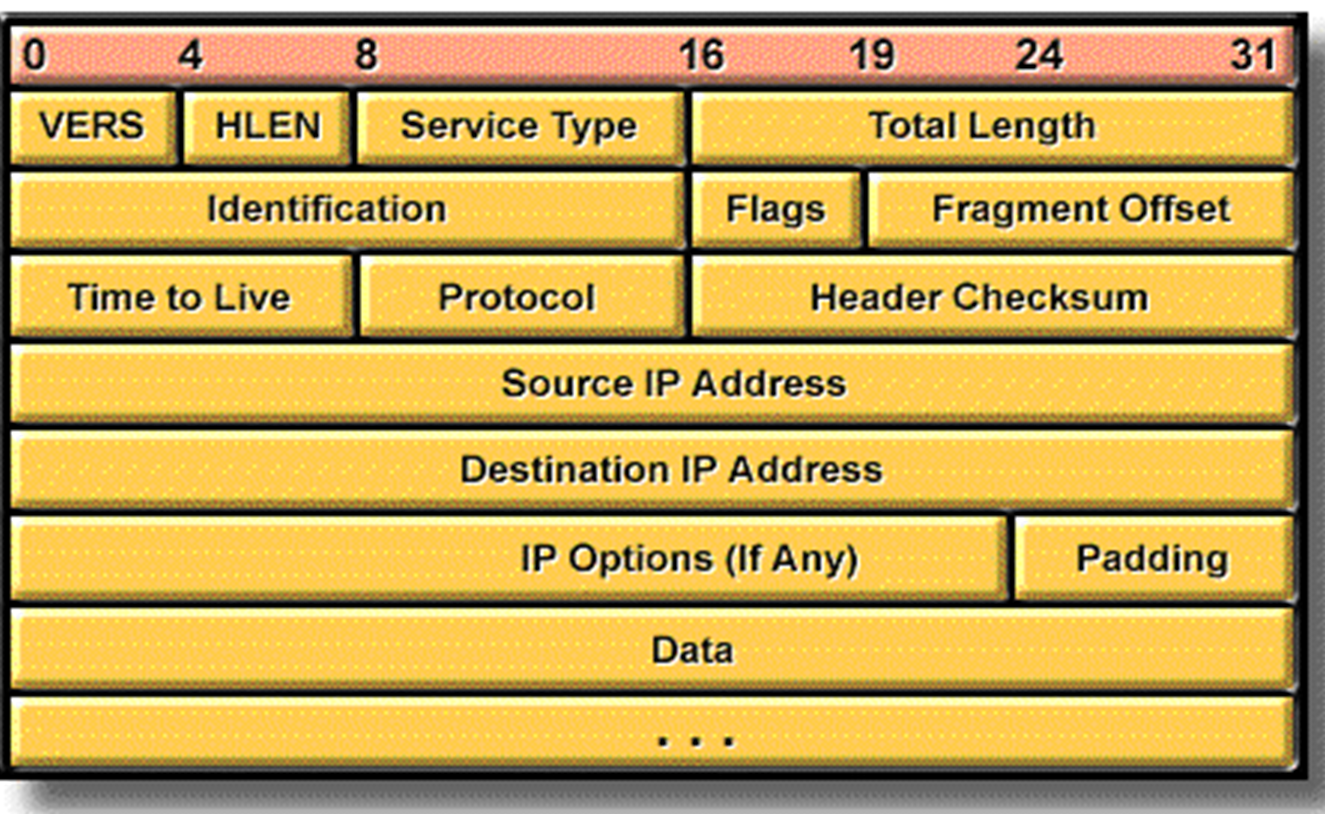 0 4 8 16 19 24 31
VERS HLEN Service Type Total Length
Identification Flags Fragment Offset
Time to Live Protocol Header Checksum
Source IP Address
Destination IP Address
IP Options (If Any) Padding
Data
. . .